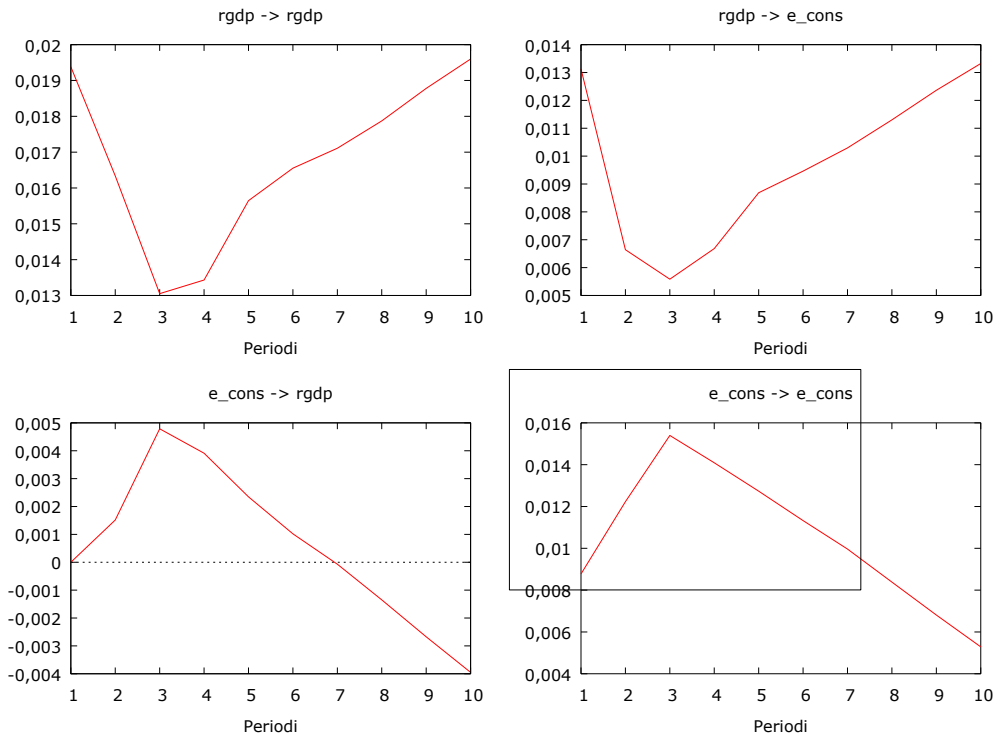 rgdp -> rgdp
0,02
0,019
0,018
0,017
0,016
0,015
0,014
0,013
1 2 3 4 5 6 7 8 9 10
Periodi
rgdp -> e_cons
0,014
0,013
0,012
0,011
0,01
0,009
0,008
0,007
0,006
0,005
1 2 3 4 5 6 7 8 9 10
Periodi
e_cons -> rgdp
0,005
0,004
0,003
0,002
0,001
0
-0,001
-0,002
-0,003
-0,004
1 2 3 4 5 6 7 8 9 10
Periodi
e_cons -> e_cons
0,016
0,014
0,012
0,01
0,008
0,006
0,004
1 2 3 4 5 6 7 8 9 10
Periodi